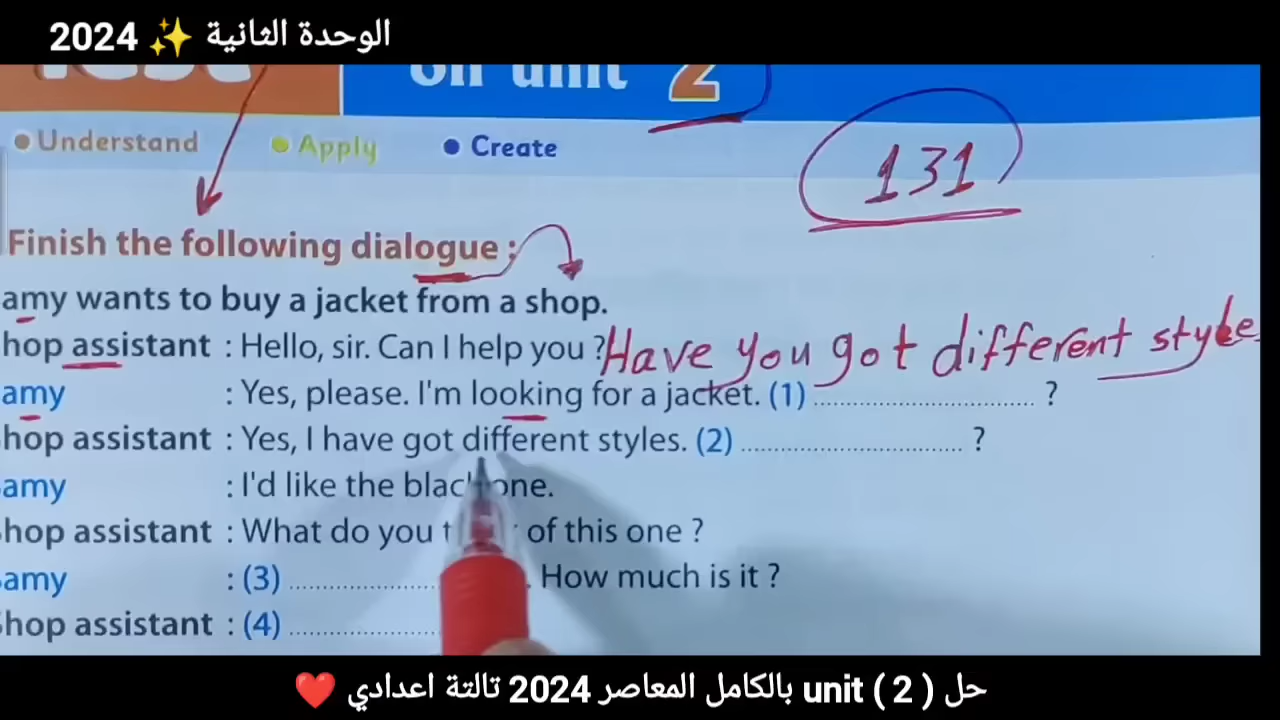 الوحدة الثانية ✨ 2024
on unit 2
Understand Apply Create
131
Finish the following dialogue :
amy wants to buy a jacket from a shop.
hop assistant : Hello, sir. Can I help you ? Have you got different style
amy : Yes, please. I'm looking for a jacket. (1) .................................. ?
hop assistant : Yes, I have got different styles. (2) .................................. ?
amy : I'd like the black one.
hop assistant : What do you of this one ?
amy : (3) ....................... How much is it ?
hop assistant : (4) .......................
حل unit ( 2 ) بالكامل المعاصر 2024 تالتة اعدادي ❤️